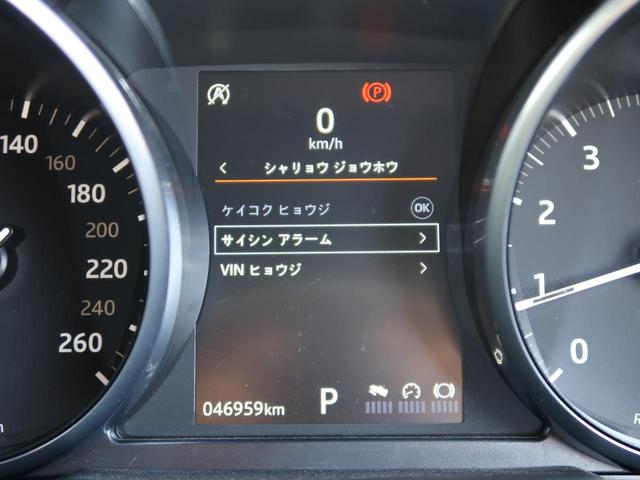 0
km/h
シャリョウ ジョウホウ
ケイコク ヒョウジ OK
サイシン アラーム
VIN ヒョウジ
046959km
P
140
160
180
200
220
240
260
3
2
1
0
P
A